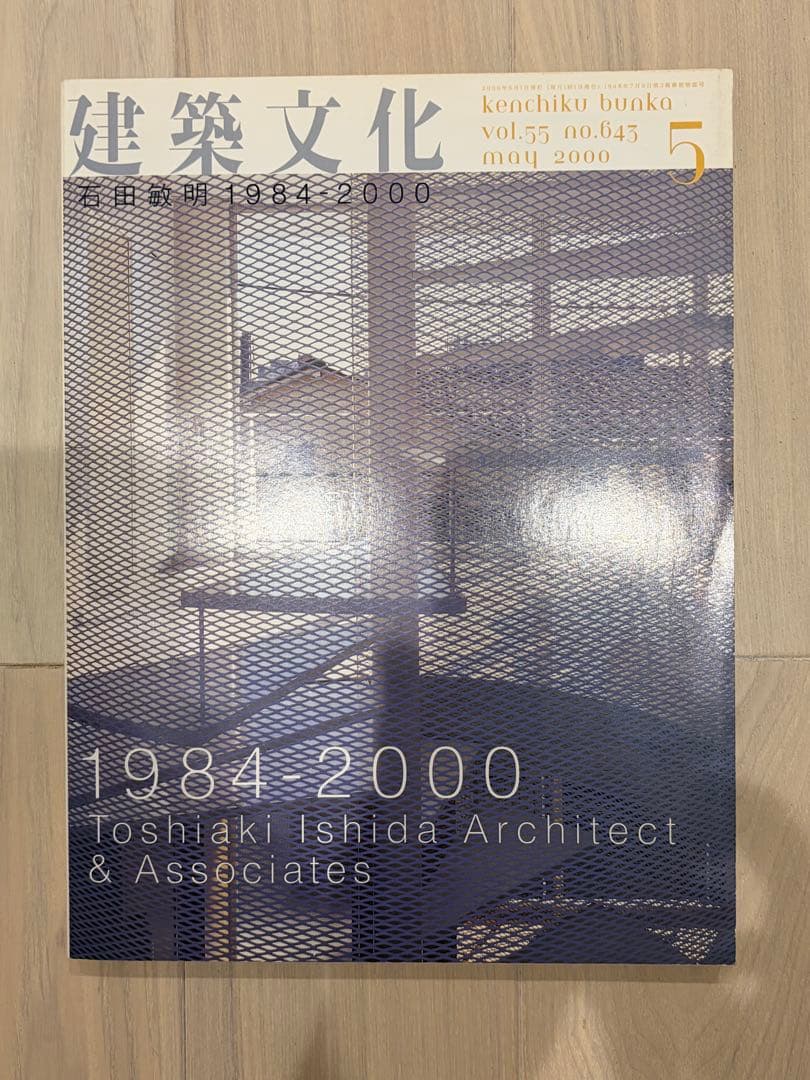 建築文化
kenchiku bunka
vol.55 no.643
may 2000
5
石田敏明 1984-2000
1984-2000
Toshiaki Ishida Architect
& Associates